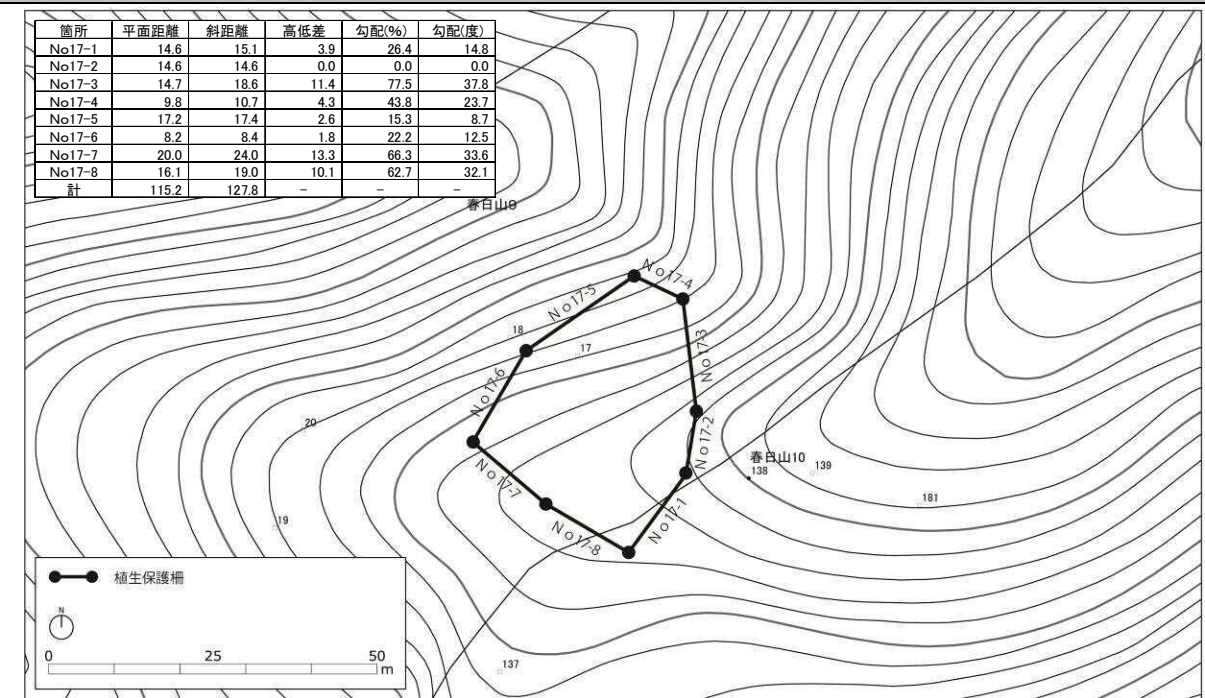 箇所 平面距離 斜距離 高低差 勾配(%) 勾配(度)
No17-1 14.6 15.1 3.9 26.4 14.8
No17-2 14.6 14.6 0.0 0.0 0.0
No17-3 14.7 18.6 11.4 77.5 37.8
No17-4 9.8 10.7 4.3 43.8 23.7
No17-5 17.2 17.4 2.6 15.3 8.7
No17-6 8.2 8.4 1.8 22.2 12.5
No17-7 20.0 24.0 13.3 66.3 33.6
No17-8 16.1 19.0 10.1 62.7 32.1
計 115.2 127.8 - - -
春日山9
No17-4
No17-5
18
17
No17-3
No17-6
20
No17-2
春日山10
138
139
181
No17-7
No17-1
19
No17-8
植生保護柵
N
0 25 50
m
137